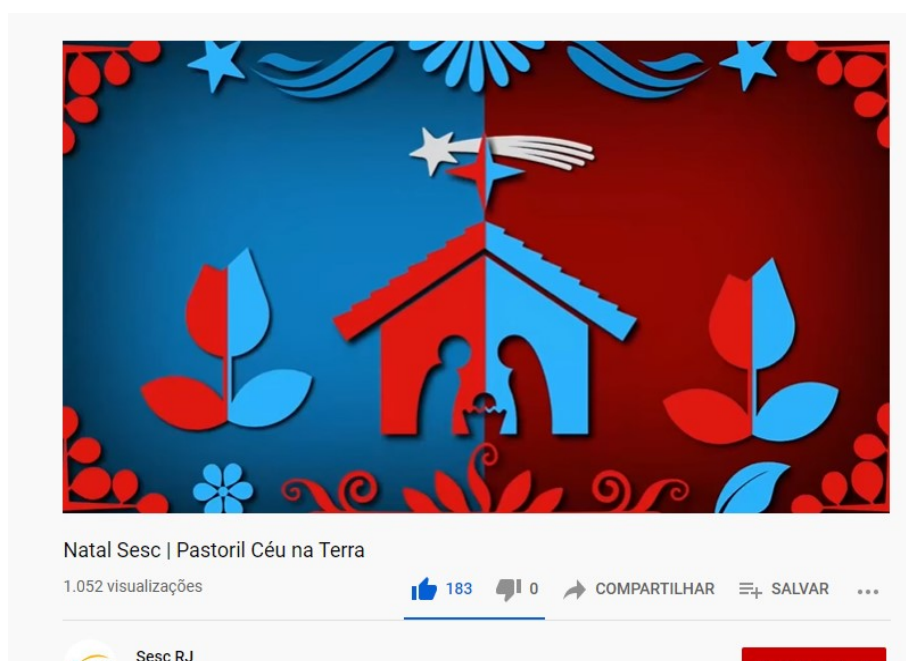 Natal Sesc | Pastoril Céu na Terra
1.052 visualizações 183 0 COMPARTILHAR SALVAR
Sesc RJ